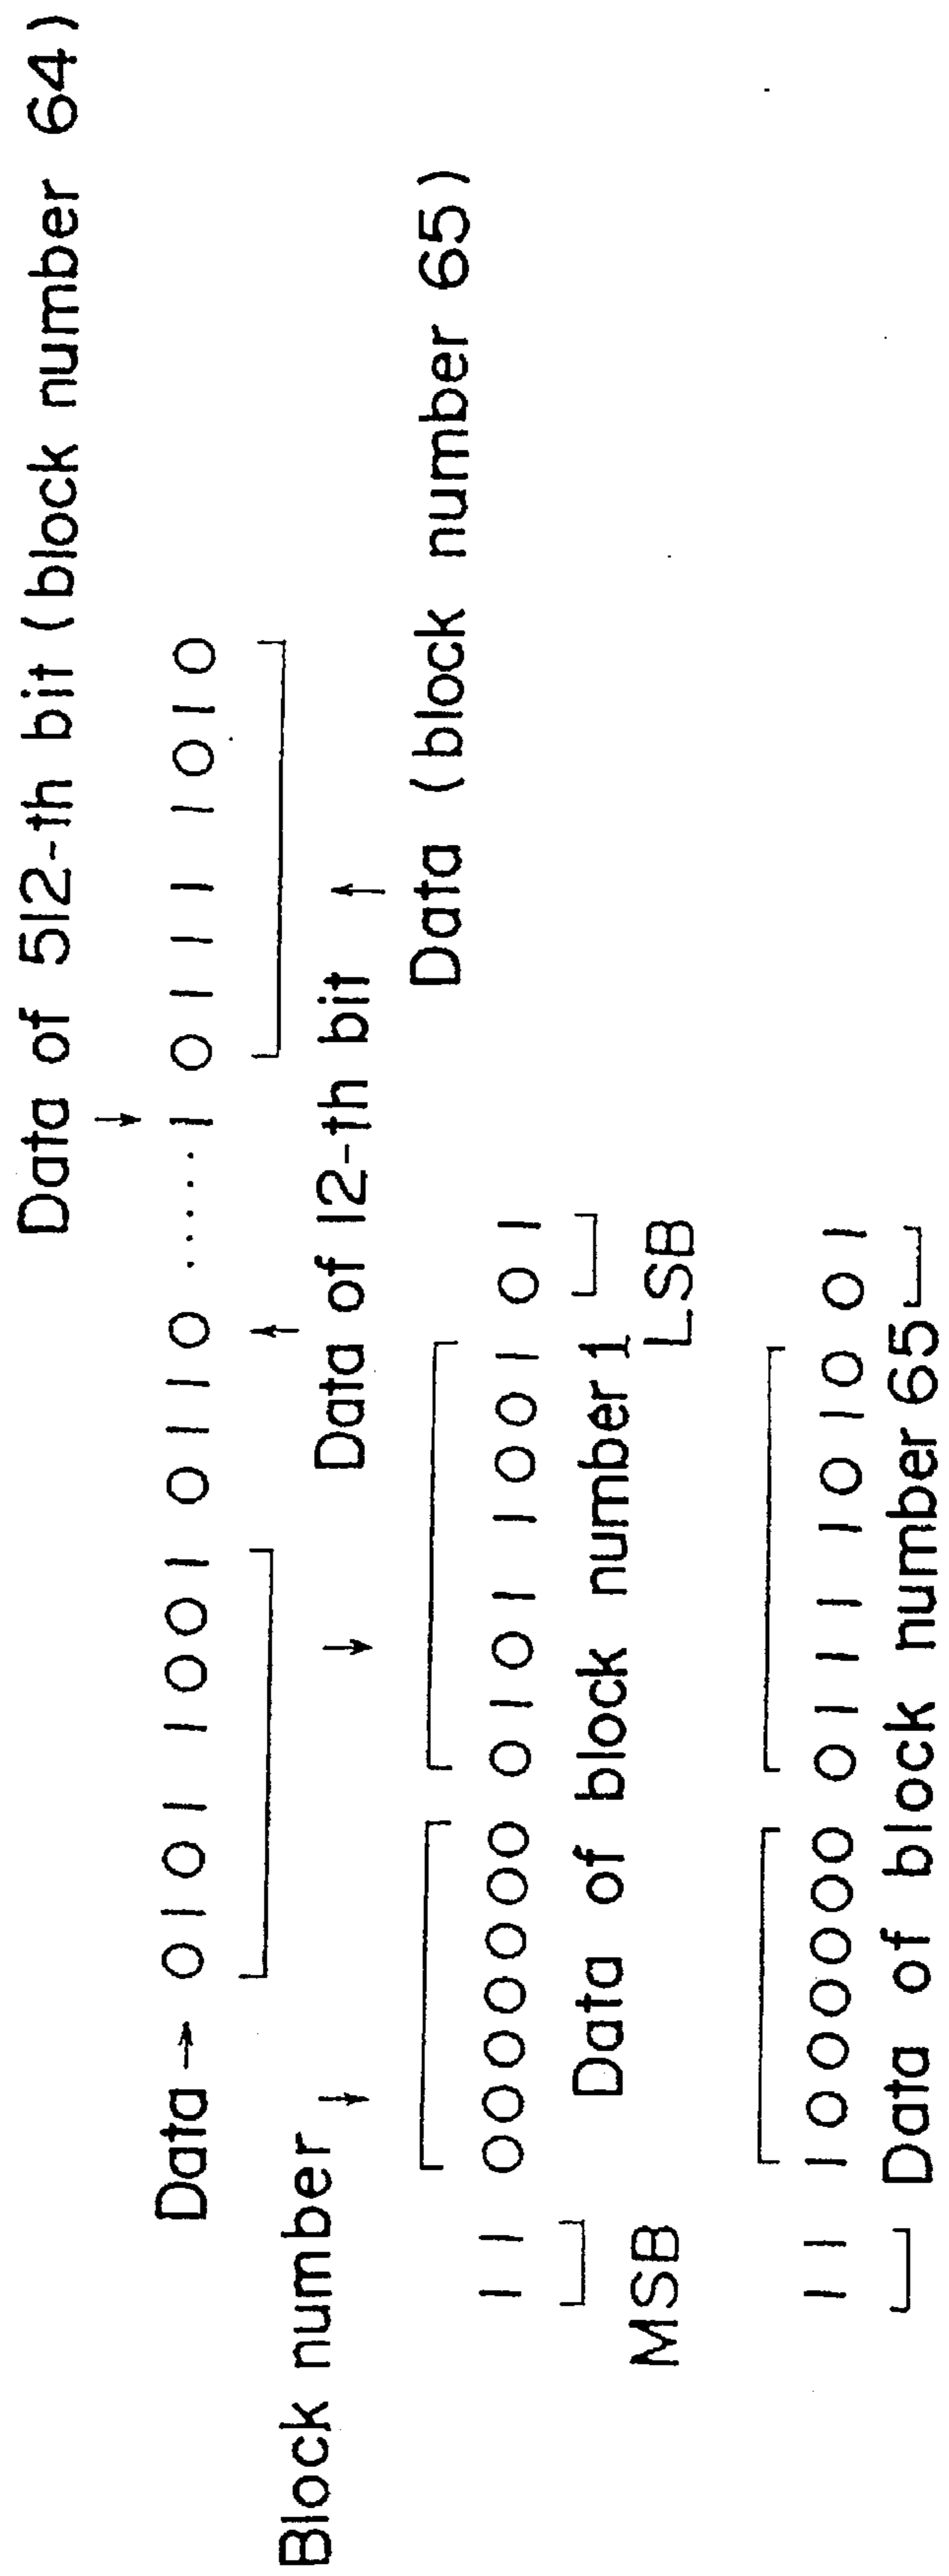 Data of 512-th bit (block number 64)
Data → 0101 1001 0110 ..... 1 0111 1010
Data of 12-th bit
Data (block number 65)
Block number
11 0000000 0101 1001 01
Data of block number 1
MSB
LSB
11 1000000 0111 1010 01
Data of block number 65